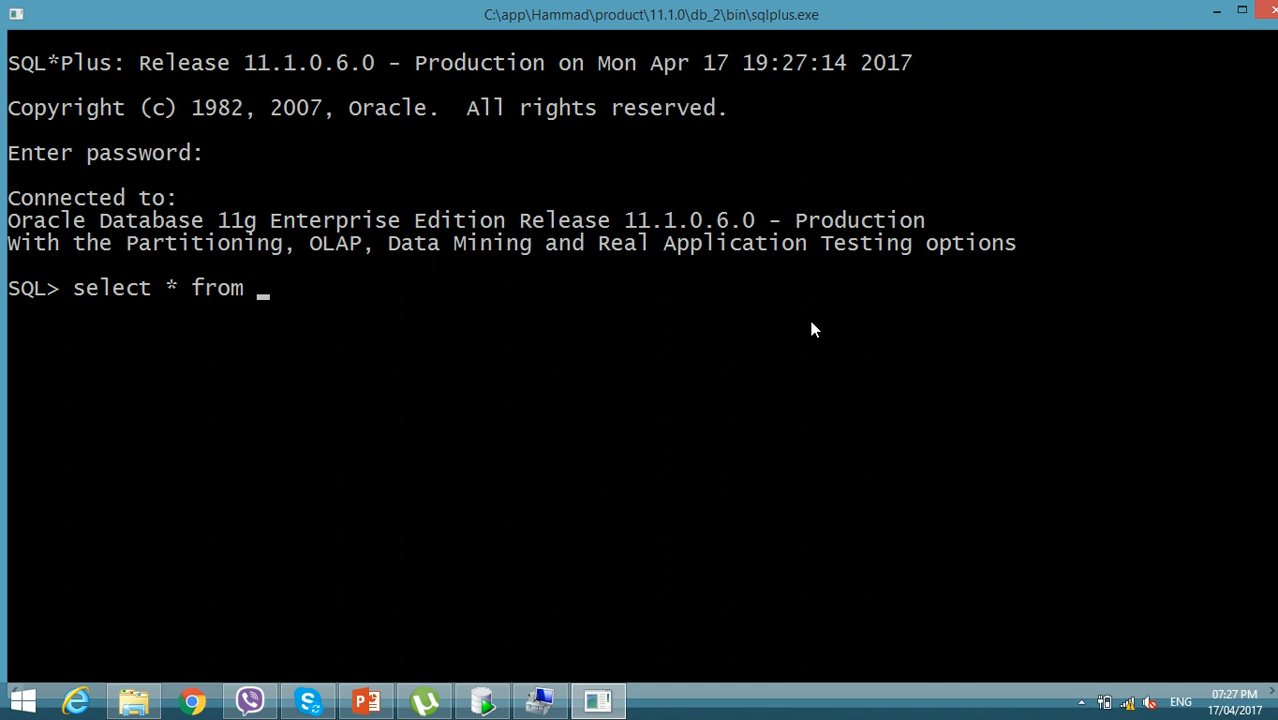 C:\app\Hammad\product\11.1.0\db_2\bin\sqlplus.exe
SQL*Plus: Release 11.1.0.6.0 - Production on Mon Apr 17 19:27:14 2017
Copyright (c) 1982, 2007, Oracle.  All rights reserved.
Enter password:
Connected to:
Oracle Database 11g Enterprise Edition Release 11.1.0.6.0 - Production
With the Partitioning, OLAP, Data Mining and Real Application Testing options
SQL> select * from _
ENG
07:27 PM
17/04/2017